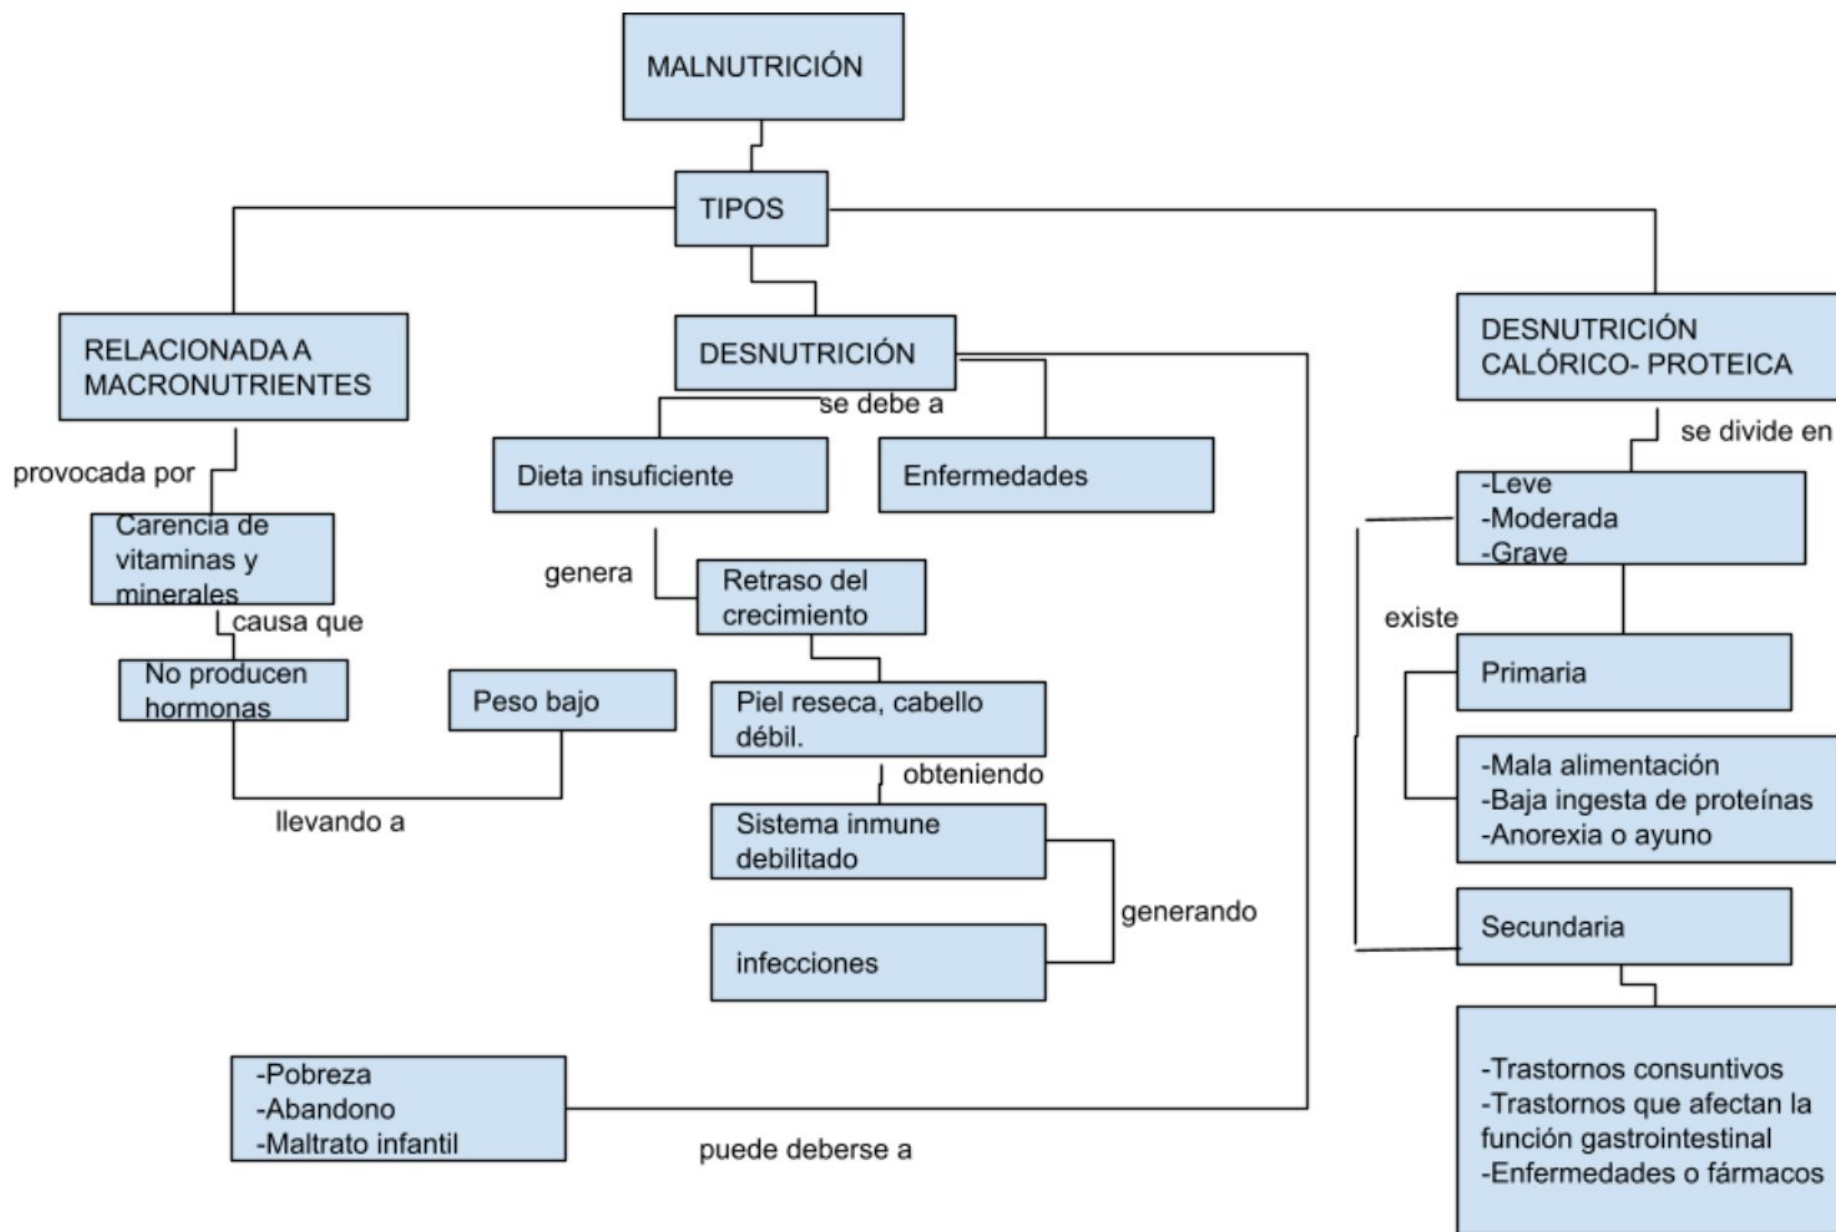 MALNUTRICIÓN
TIPOS
RELACIONADA A
MACRONUTRIENTES
provocada por
Carencia de
vitaminas y
minerales
causa que
No producen
hormonas
llevando a
Peso bajo
DESNUTRICIÓN
se debe a
Dieta insuficiente
Enfermedades
genera
Retraso del
crecimiento
Piel reseca, cabello
débil.
obteniendo
Sistema inmune
debilitado
generando
infecciones
puede deberse a
-Pobreza
-Abandono
-Maltrato infantil
DESNUTRICIÓN
CALÓRICO- PROTEICA
se divide en
-Leve
-Moderada
-Grave
existe
Primaria
-Mala alimentación
-Baja ingesta de proteínas
-Anorexia o ayuno
Secundaria
-Trastornos consuntivos
-Trastornos que afectan la
función gastrointestinal
-Enfermedades o fármacos